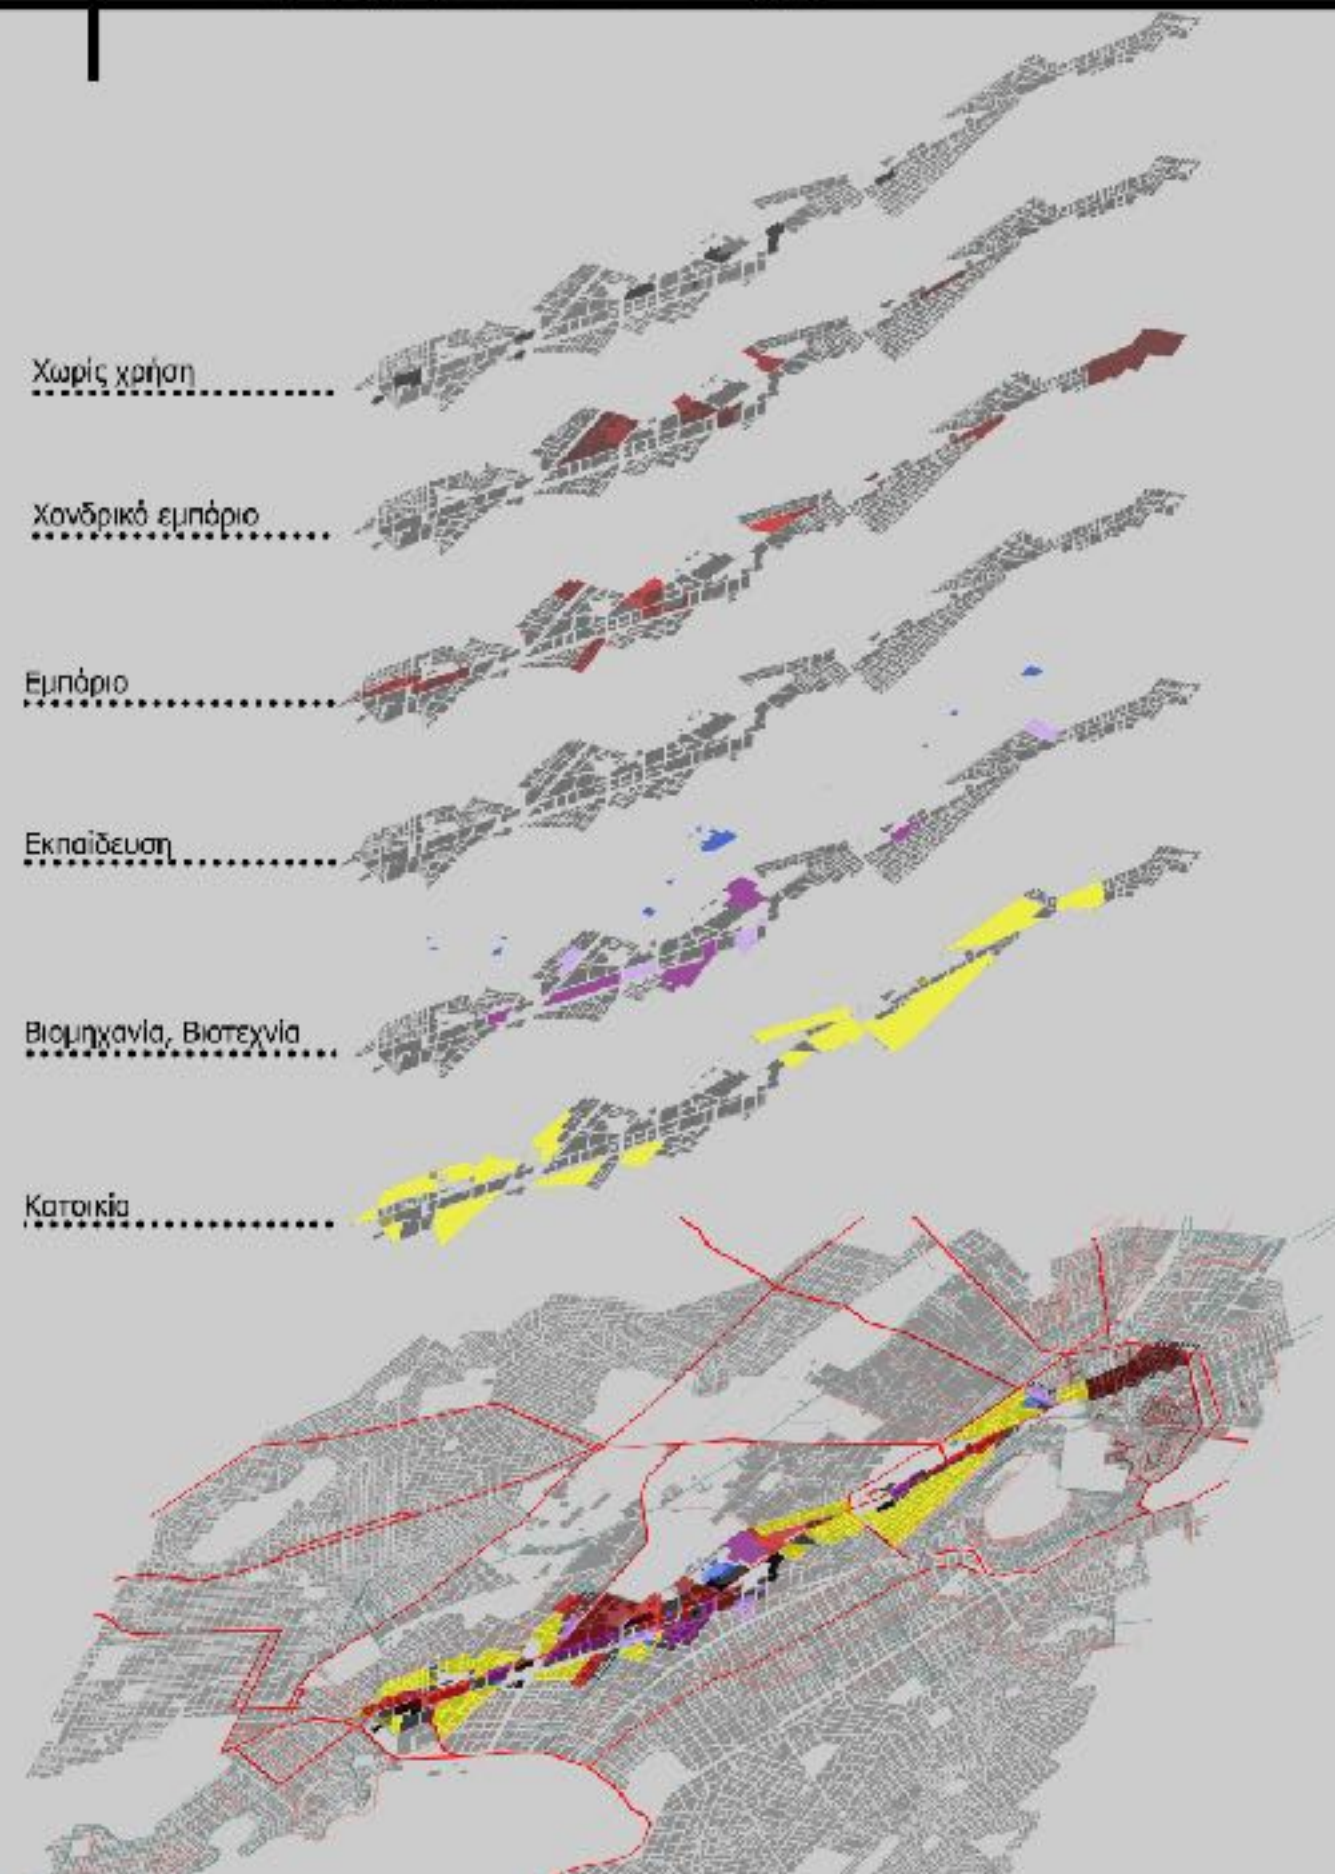 Χωρίς χρήση
Χονδρικό εμπόριο
Εμπόριο
Εκπαίδευση
Βιομηχανία, Βιοτεχνία
Κατοικία